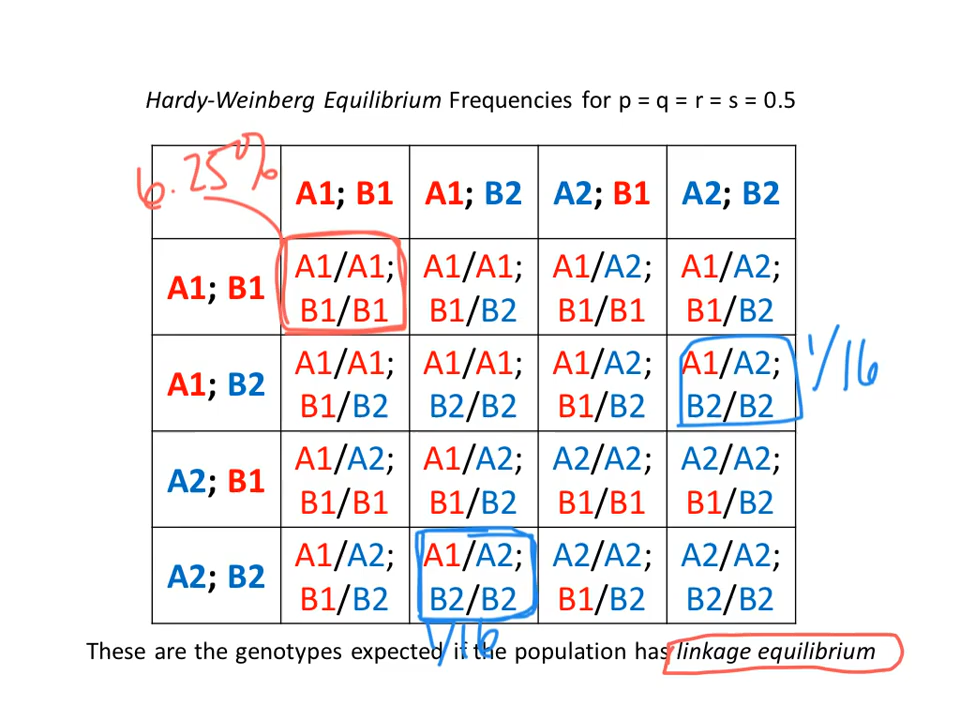 Hardy-Weinberg Equilibrium Frequencies for p = q = r = s = 0.5
6.25%
A1; B1 A1; B2 A2; B1 A2; B2
A1; B1
A1/A1; A1/A1; A1/A2; A1/A2;
B1/B1 B1/B2 B1/B1 B1/B2
A1; B2
A1/A1; A1/A1; A1/A2; A1/A2;
B1/B2 B2/B2 B1/B2 B2/B2
1/16
A2; B1
A1/A2; A1/A2; A2/A2; A2/A2;
B1/B1 B1/B2 B1/B1 B1/B2
A2; B2
A1/A2; A1/A2; A2/A2; A2/A2;
B1/B2 B2/B2 B1/B2 B2/B2
1/16
These are the genotypes expected if the population has linkage equilibrium